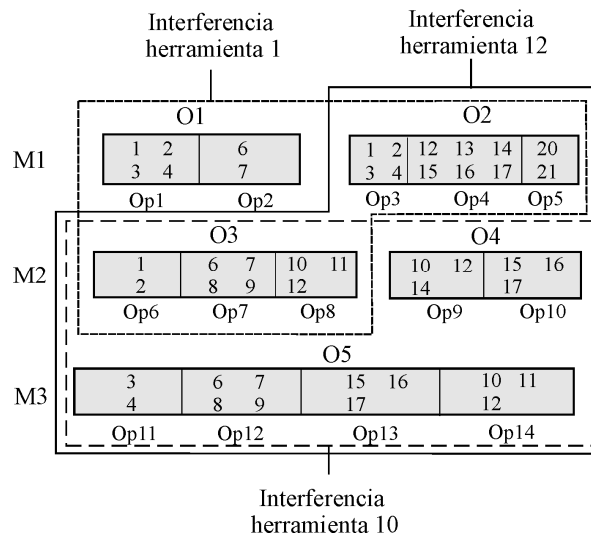 Interferencia
herramienta 1
Interferencia
herramienta 12
O1
O2
M1
1 2 6 1 2 12 13 14 20
3 4 7 3 4 15 16 17 21
Op1 Op2 Op3 Op4 Op5
O3
O4
M2
1 6 7 10 11 10 12 15 16
2 8 9 12 14 17
Op6 Op7 Op8 Op9 Op10
O5
M3
3 6 7 15 16 10 11
4 8 9 17 12
Op11 Op12 Op13 Op14
Interferencia
herramienta 10